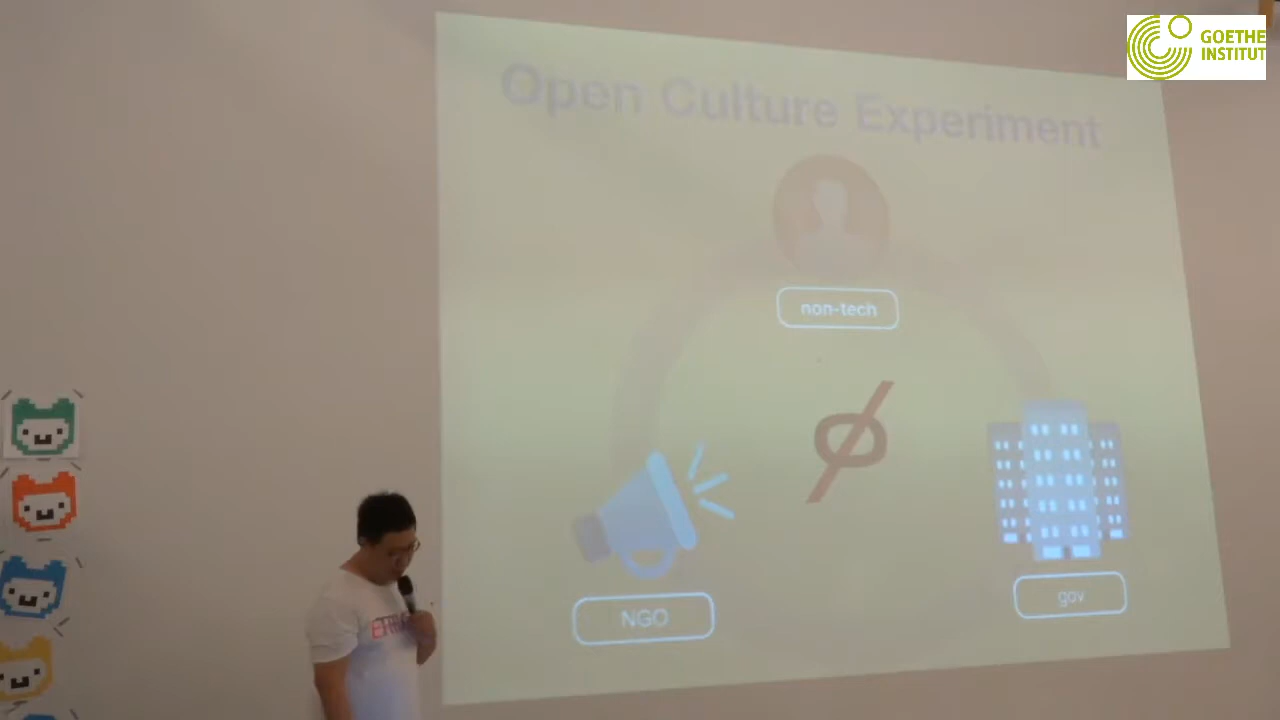 GOETHE
INSTITUT
Open Culture Experiment
non-tech
NGO
gov